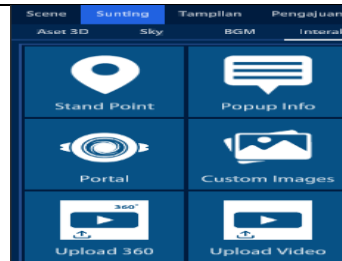 Scene Sunting Tampilan Pengajuan
Aset 3D Sky BGM Interak
Stand Point Popup Info
Portal Custom Images
360°
Upload 360 Upload Video